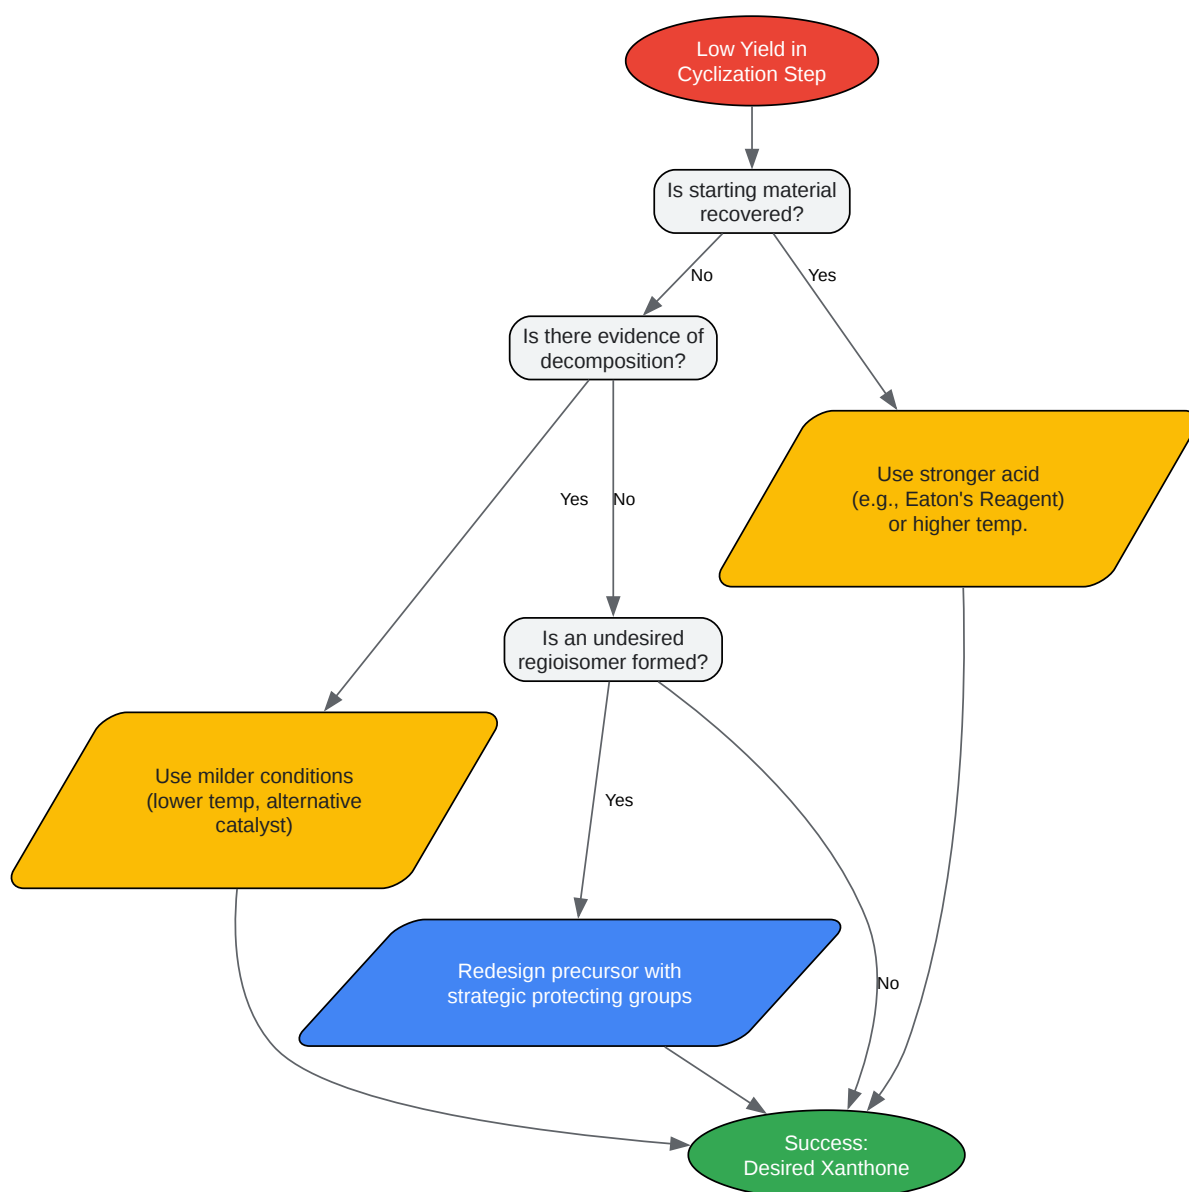 Low Yield in
Cyclization Step
Is starting material
recovered?
No
Yes
Is there evidence of
decomposition?
Use stronger acid
(e.g., Eaton's Reagent)
or higher temp.
Yes
No
Is an undesired
regioisomer formed?
Use milder conditions
(lower temp, alternative
catalyst)
Yes
Redesign precursor with
strategic protecting groups
No
Success:
Desired Xanthone